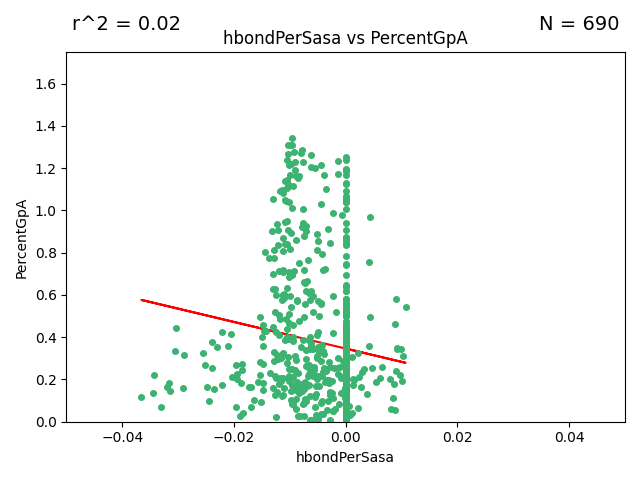 r^2 = 0.02
N = 690
hbondPerSasa vs PercentGpA
PercentGpA
1.6
1.4
1.2
1.0
0.8
0.6
0.4
0.2
0.0
−0.04
−0.02
0.00
0.02
0.04
hbondPerSasa